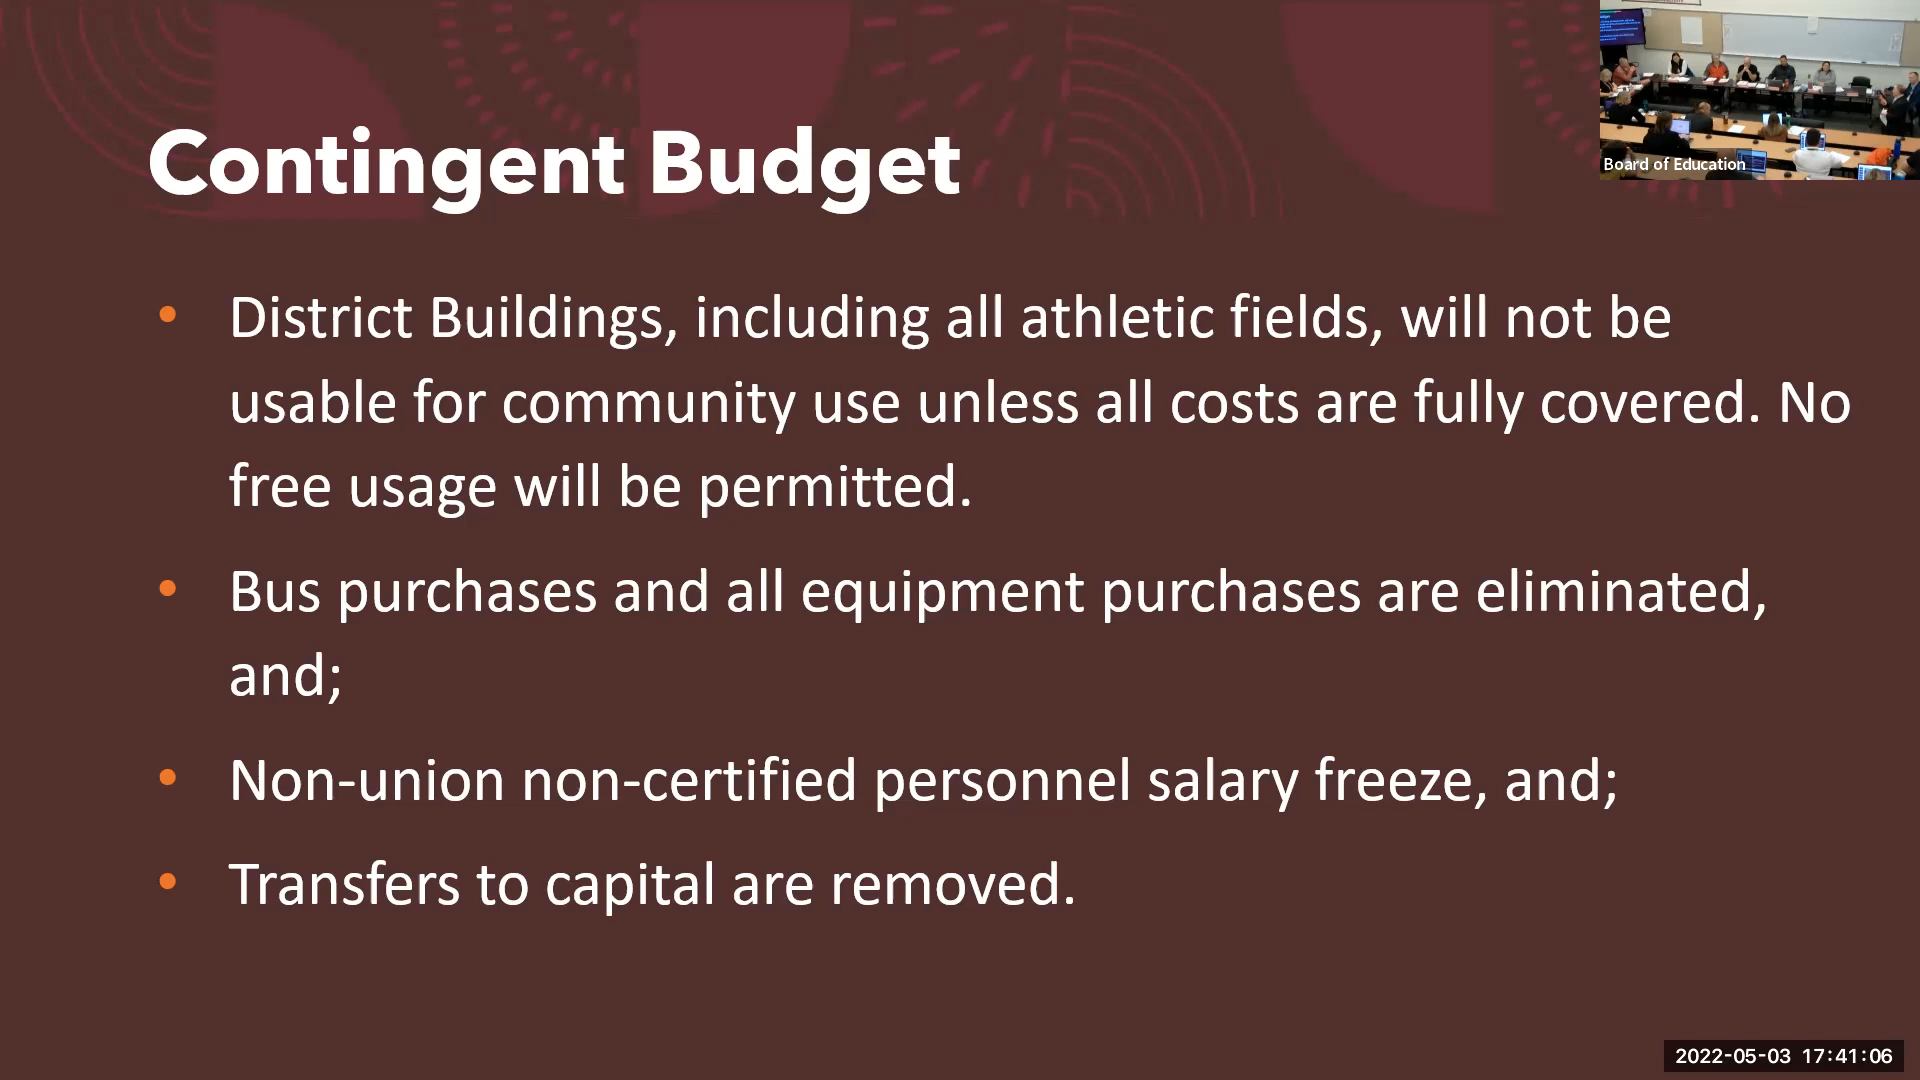 Contingent Budget
Board of Education
• District Buildings, including all athletic fields, will not be
usable for community use unless all costs are fully covered. No
free usage will be permitted.
• Bus purchases and all equipment purchases are eliminated,
and;
• Non-union non-certified personnel salary freeze, and;
• Transfers to capital are removed.
2022-05-03 17:41:06